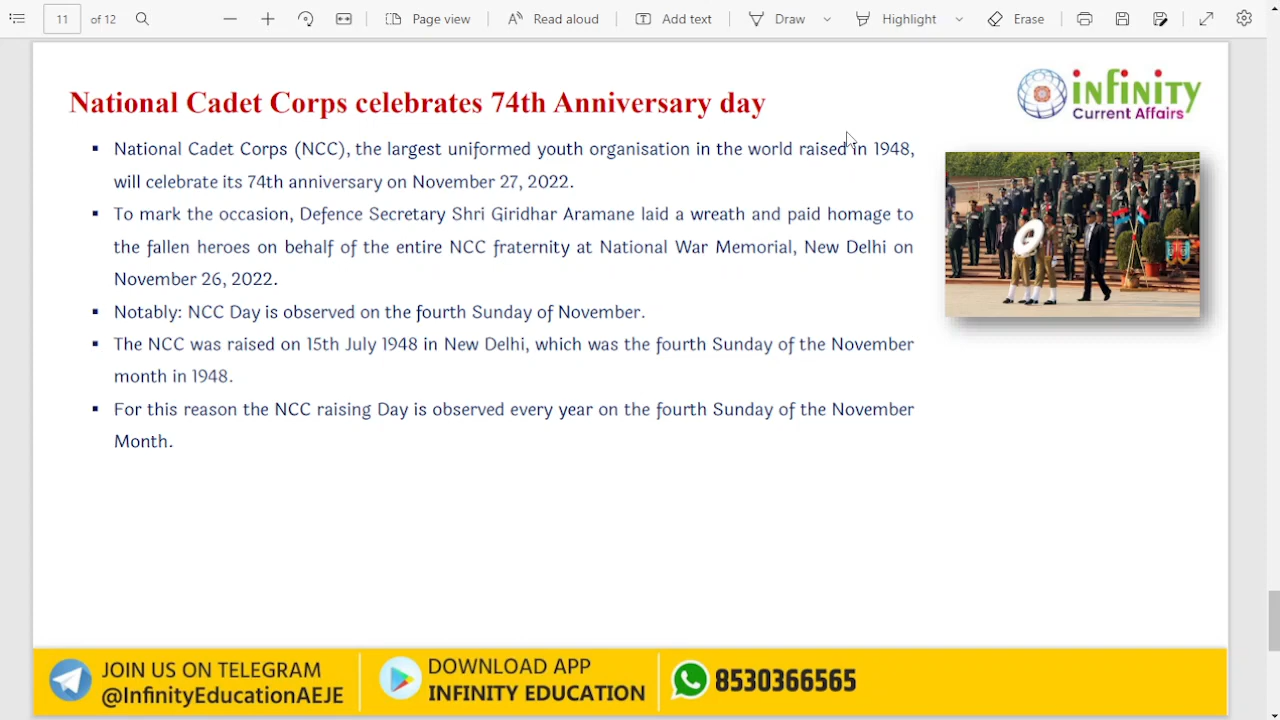 11 of 12 Page view Read aloud Add text Draw Highlight Erase
infinity
Current Affairs
National Cadet Corps celebrates 74th Anniversary day
▪ National Cadet Corps (NCC), the largest uniformed youth organisation in the world raised in 1948,
will celebrate its 74th anniversary on November 27, 2022.
▪ To mark the occasion, Defence Secretary Shri Giridhar Aramane laid a wreath and paid homage to
the fallen heroes on behalf of the entire NCC fraternity at National War Memorial, New Delhi on
November 26, 2022.
▪ Notably: NCC Day is observed on the fourth Sunday of November.
▪ The NCC was raised on 15th July 1948 in New Delhi, which was the fourth Sunday of the November
month in 1948.
▪ For this reason the NCC raising Day is observed every year on the fourth Sunday of the November
Month.
JOIN US ON TELEGRAM
@InfinityEducationAEJE
DOWNLOAD APP
INFINITY EDUCATION
8530366565